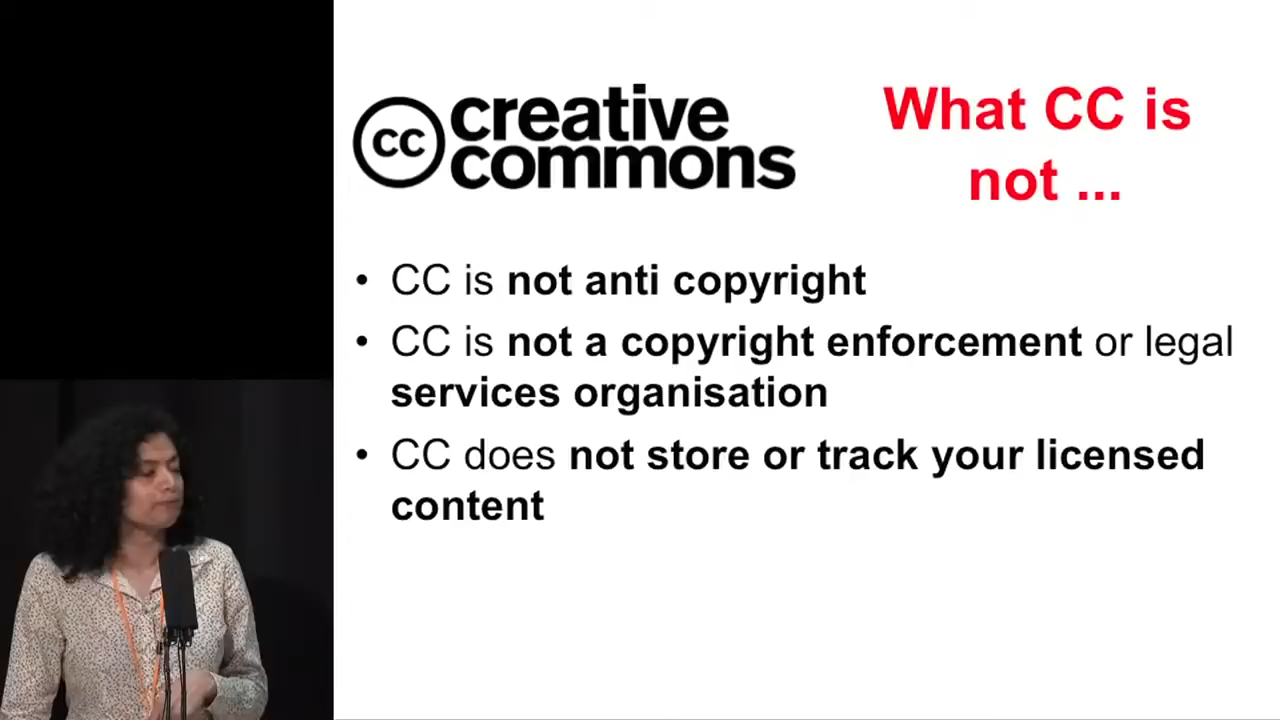 cc creative
commons
What CC is
not ...
• CC is not anti copyright
• CC is not a copyright enforcement or legal
services organisation
• CC does not store or track your licensed
content